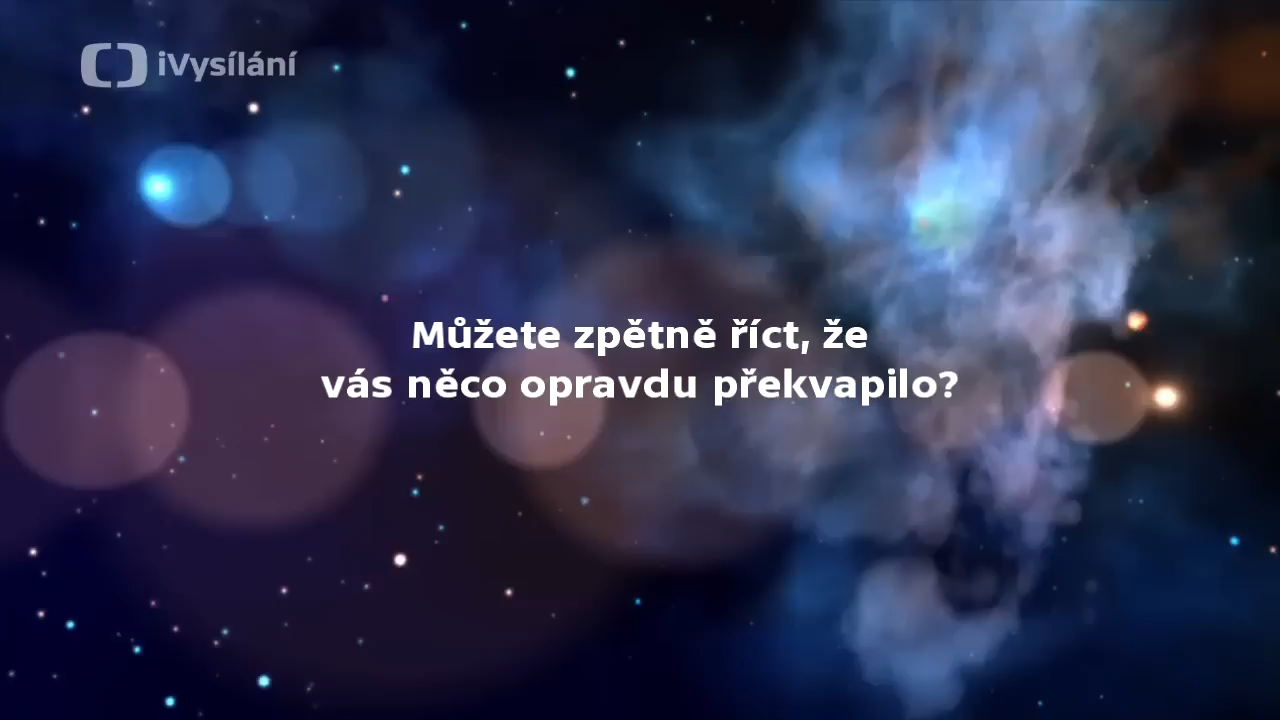 iVysílání
Můžete zpětně říct, že
vás něco opravdu překvapilo?